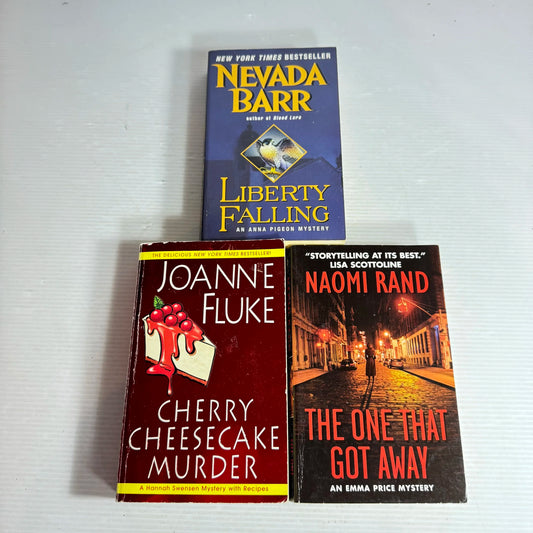 NEW YORK TIMES BESTSELLER
NEVADA
BARR
author of Blood Lure
LIBERTY
FALLING
AN ANNA PIGEON MYSTERY
THE DELICIOUS NEW YORK TIMES BESTSELLER!
JOANNE
FLUKE
CHERRY
CHEESECAKE
MURDER
A Hannah Swensen Mystery with Recipes
"STORYTELLING AT ITS BEST."
LISA SCOTTOLINE
NAOMI RAND
THE ONE THAT
GOT AWAY
AN EMMA PRICE MYSTERY